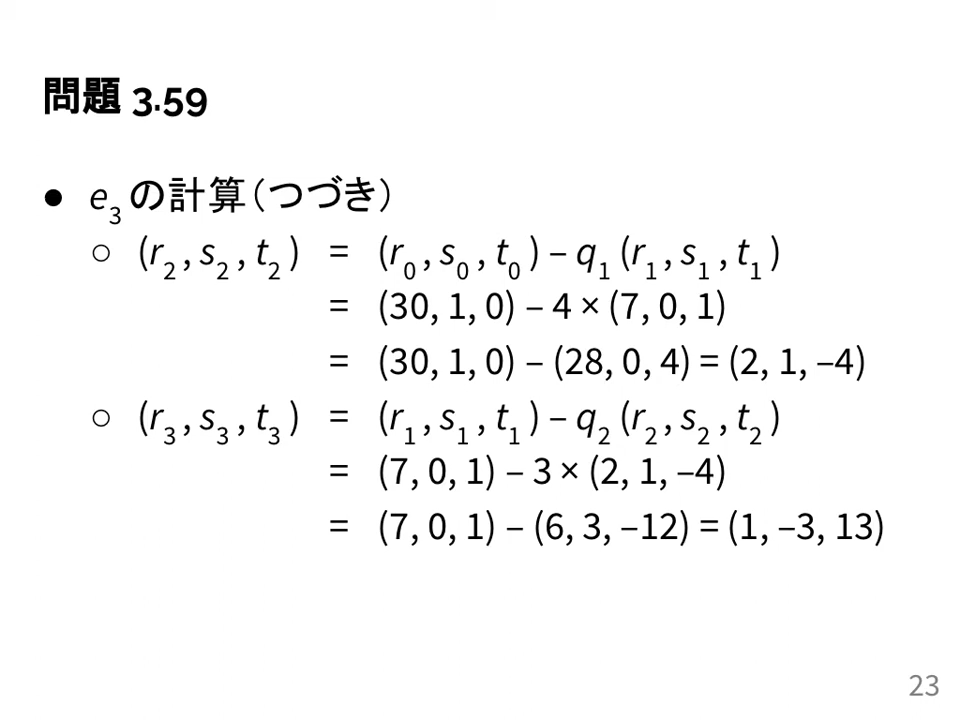 問題 3.59
● e₃ の計算（つづき）
○ (r₂ , s₂ , t₂ ) = (r₀ , s₀ , t₀ ) – q₁ (r₁ , s₁ , t₁ )
= (30, 1, 0) – 4 × (7, 0, 1)
= (30, 1, 0) – (28, 0, 4) = (2, 1, –4)
○ (r₃ , s₃ , t₃ ) = (r₁ , s₁ , t₁ ) – q₂ (r₂ , s₂ , t₂ )
= (7, 0, 1) – 3 × (2, 1, –4)
= (7, 0, 1) – (6, 3, –12) = (1, –3, 13)
23